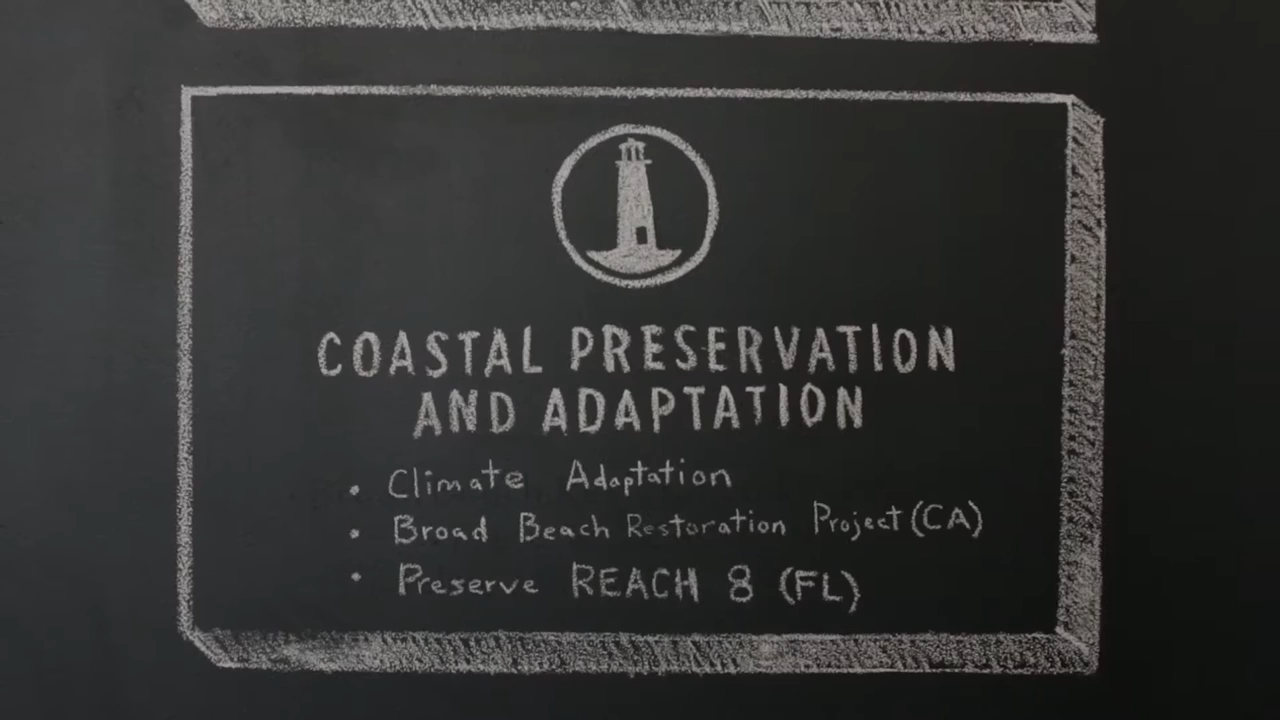 COASTAL PRESERVATION
AND ADAPTATION
• Climate Adaptation
• Broad Beach Restoration Project (CA)
• Preserve REACH 8 (FL)